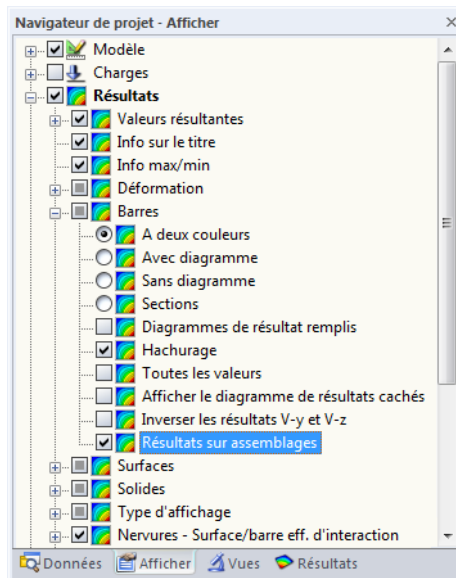 Navigateur de projet - Afficher
Modèle
Charges
Résultats
Valeurs résultantes
Info sur le titre
Info max/min
Déformation
Barres
A deux couleurs
Avec diagramme
Sans diagramme
Sections
Diagrammes de résultat remplis
Hachurage
Toutes les valeurs
Afficher le diagramme de résultats cachés
Inverser les résultats V-y et V-z
Résultats sur assemblages
Surfaces
Solides
Type d'affichage
Nervures - Surface/barre eff. d'interaction
Données Afficher Vues Résultats